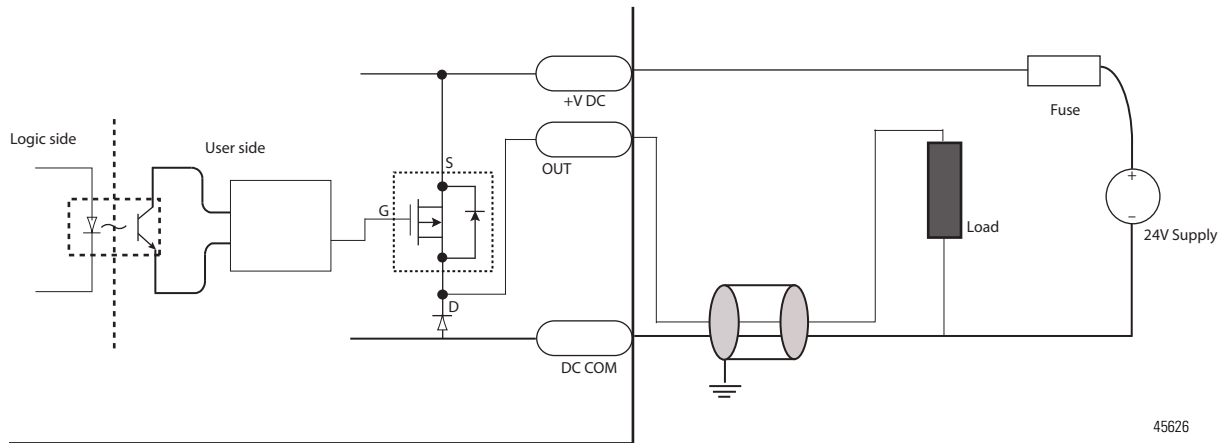 +V DC
Fuse
Logic side
User side
S
OUT
G
+
–
24V Supply
Load
D
DC COM
45626